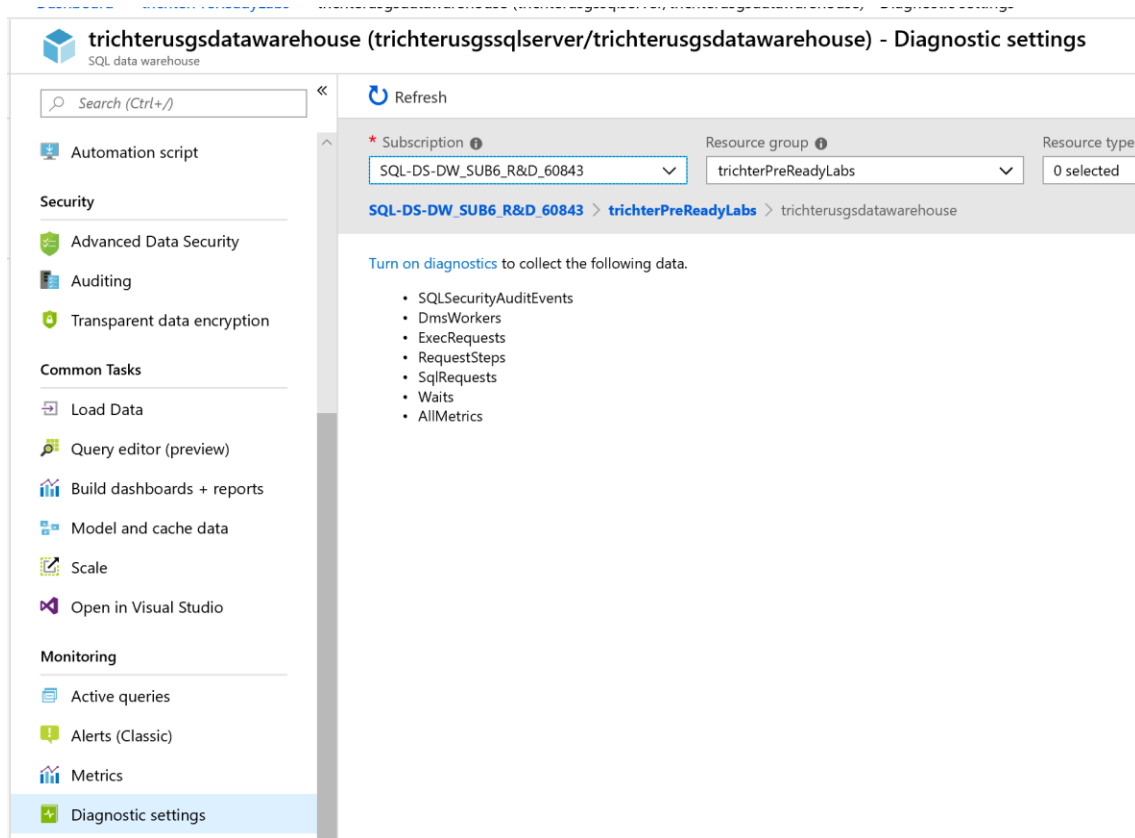 trichterusgsdatawarehouse (trichterusgssqlserver/trichterusgsdatawarehouse) - Diagnostic settings
SQL data warehouse
Search (Ctrl+/)
«
Automation script
Security
Advanced Data Security
Auditing
Transparent data encryption
Common Tasks
Load Data
Query editor (preview)
Build dashboards + reports
Model and cache data
Scale
Open in Visual Studio
Monitoring
Active queries
Alerts (Classic)
Metrics
Diagnostic settings
Refresh
* Subscription
Resource group
Resource type
SQL-DS-DW_SUB6_R&D_60843
trichterPreReadyLabs
0 selected
SQL-DS-DW_SUB6_R&D_60843 > trichterPreReadyLabs > trichterusgsdatawarehouse
Turn on diagnostics to collect the following data.
• SQLSecurityAuditEvents
• DmsWorkers
• ExecRequests
• RequestSteps
• SqlRequests
• Waits
• AllMetrics